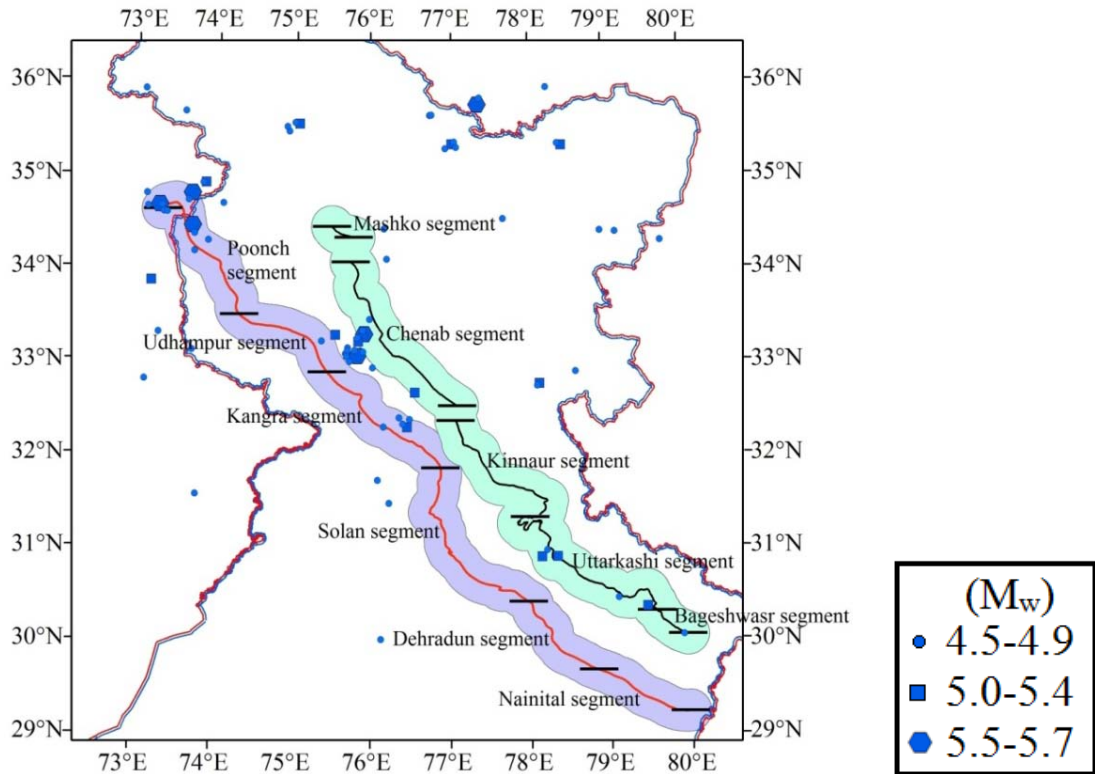 73°E 74°E 75°E 76°E 77°E 78°E 79°E 80°E
36°N 36°N
35°N 35°N
34°N 34°N
33°N 33°N
32°N 32°N
31°N 31°N
30°N 30°N
29°N 29°N
Mashko segment
Poonch
segment
Chenab segment
Udhampur segment
Kangra segment
Kinnaur segment
Solan segment
Uttarkashi segment
Bageshwasr segment
Dehradun segment
Nainital segment
73°E 74°E 75°E 76°E 77°E 78°E 79°E 80°E
(Mw)
4.5-4.9
5.0-5.4
5.5-5.7